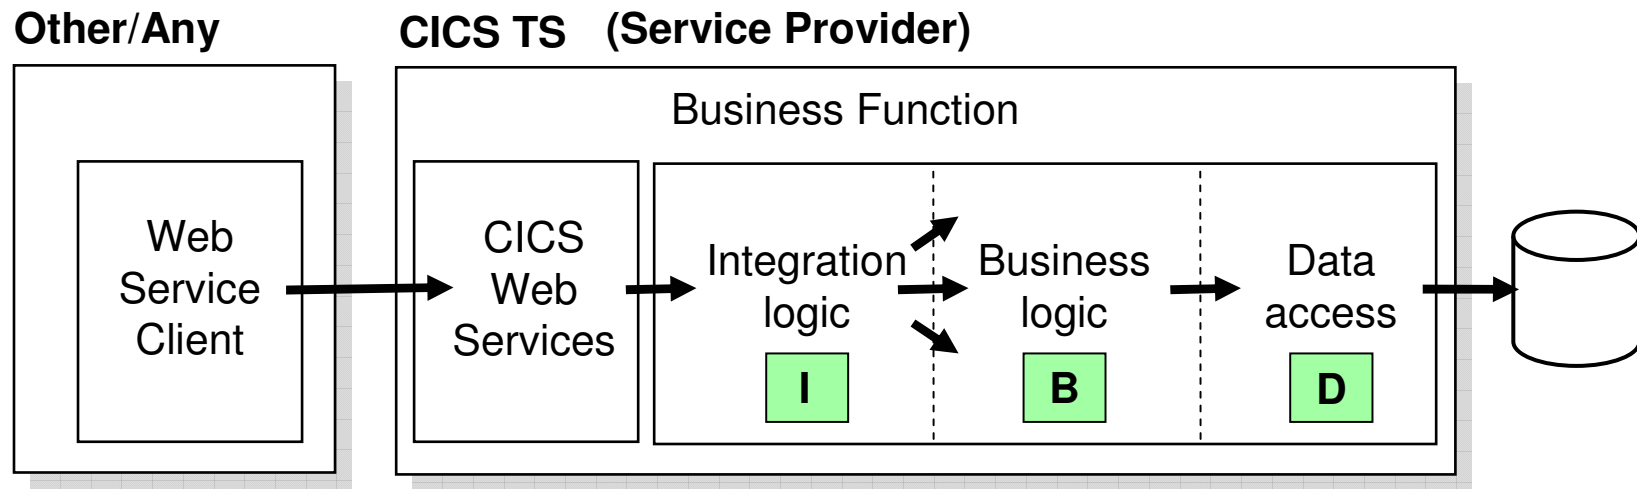 Other/Any
CICS TS (Service Provider)
Business Function
Web
Service
Client
CICS
Web
Services
Integration
logic
I
Business
logic
B
Data
access
D